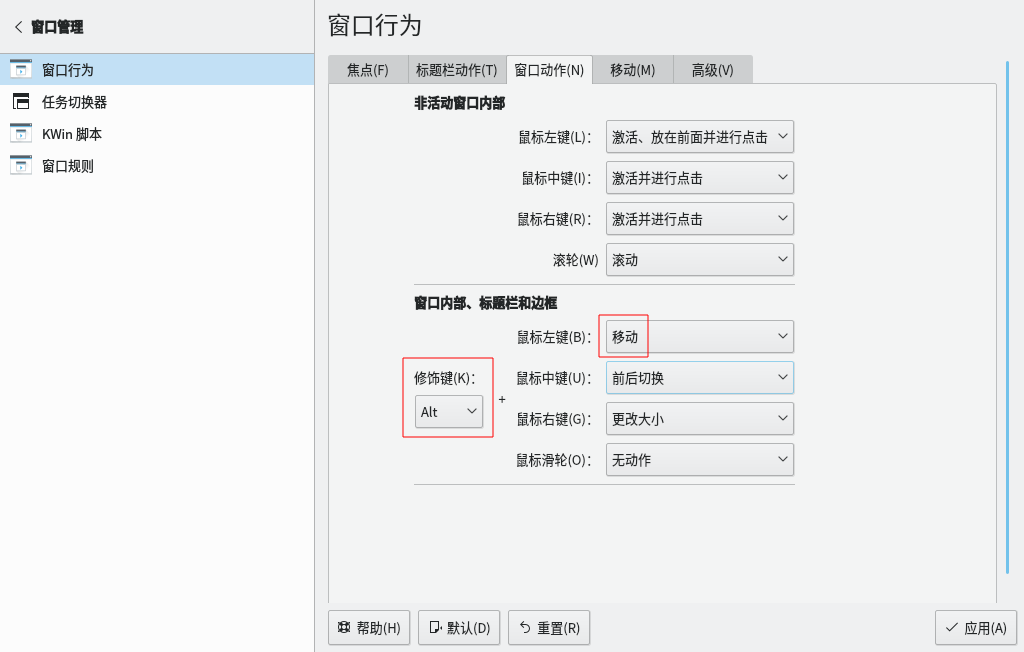 窗口管理
窗口行为
任务切换器
KWin 脚本
窗口规则
窗口行为
焦点(F) 标题栏动作(T) 窗口动作(N) 移动(M) 高级(V)
非活动窗口内部
鼠标左键(L)： 激活、放在前面并进行点击
鼠标中键(I)： 激活并进行点击
鼠标右键(R)： 激活并进行点击
滚轮(W) 滚动
窗口内部、标题栏和边框
鼠标左键(B)： 移动
修饰键(K)： 鼠标中键(U)： 前后切换
Alt + 鼠标右键(G)： 更改大小
鼠标滑轮(O)： 无动作
帮助(H) 默认(D) 重置(R) 应用(A)